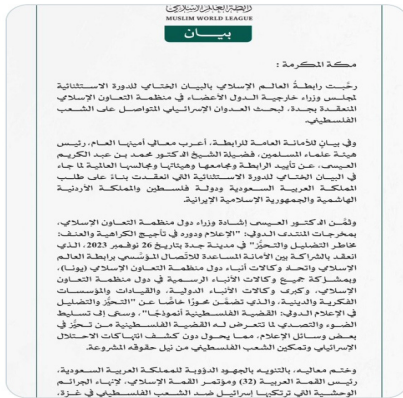 رابطة العالم الإسلامي
MUSLIM WORLD LEAGUE
بيـــان
مكة المكرمة :
رحَّبت رابطةُ العالم الإسلامي بالبيان الختامي للدورة الاستثنائية
لمجلس وزراء خارجية الدول الأعضاء في منظمة التعاون الإسلامي
المنعقدة بجدة، لبحث العدوان الإسرائيلي المتواصل على الشعب
الفلسطيني.
وفي بيانٍ للأمانة العامة للرابطة، أعرب معالي أمينها العام، رئيس
هيئة علماء المسلمين، فضيلة الشيخ الدكتور محمد بن عبد الكريم
العيسى، عن تأييد الرابطة وجامعها وهيئاتها ومجالسها العالمية لما جاء
في البيان الختامي للدورة الاستثنائية التي انعقدت بناءً على طلب
المملكة العربية السعودية ودولة فلسطين والمملكة الأردنية
الهاشمية والجمهورية الإسلامية الإيرانية.
وثمَّن الدكتور العيسى إشادة وزراء دول منظمة التعاون الإسلامي،
بمخرجات المنتدى الدولي: "الإعلام ودوره في تأجيج الكراهية والعنف:
مخاطر التضليل والتحيُّز" في مدينة جدة بتاريخ 26 نوفمبر 2023، الذي
انعقد بالشراكة بين الأمانة المساعدة للاتصال المؤسسي برابطة العالم
الإسلامي واتحاد وكالات أنباء دول منظمة التعاون الإسلامي (يونا)،
وبمشاركة جميع وكالات الأنباء الرسمية في دول منظمة التعاون
الإسلامي، وكبرى وكالات الأنباء الدولية، والقيادات والمؤسسات
الفكرية والدينية، والذي تضمَّن محورًا خاصًّا عن "التحيُّز والتضليل
في الإعلام الدولي: القضية الفلسطينية أنموذجًا"، وسعى إلى تسليط
الضوء والتصدي لما تتعرض له القضية الفلسطينية من تحيُّز في
بعض وسائل الإعلام، مما يحول دون كشف انتهاكات الاحتلال
الإسرائيلي وتمكين الشعب الفلسطيني من نيل حقوقه المشروعة.
وختم معاليه، بالتنويه بالجهود الدؤوبة للمملكة العربية السعودية،
رئيس القمة العربية (32) ومؤتمر القمة الإسلامي، لإنهاء الجرائم
الوحشية التي ترتكبها إسرائيل ضد الشعب الفلسطيني في غزة.